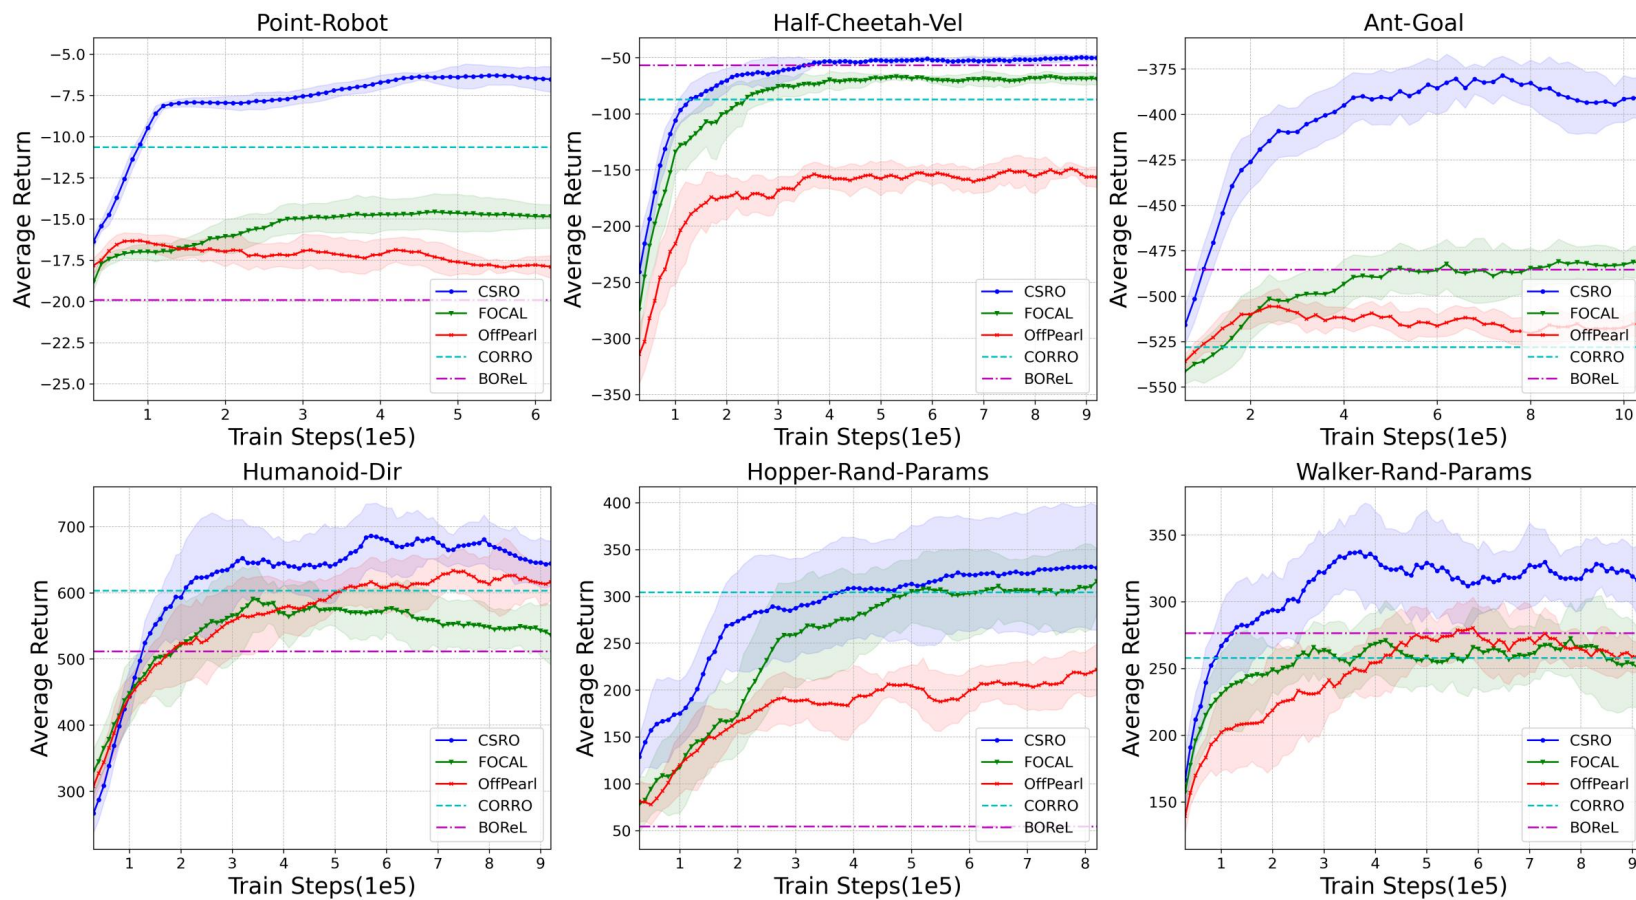 Point-Robot
Average Return
−5.0
−7.5
−10.0
−12.5
−15.0
−17.5
−20.0
−22.5
−25.0
CSRO
FOCAL
OffPearl
CORRO
BOReL
1 2 3 4 5 6
Train Steps(1e5)
Half-Cheetah-Vel
Average Return
−50
−100
−150
−200
−250
−300
−350
CSRO
FOCAL
OffPearl
CORRO
BOReL
1 2 3 4 5 6 7 8 9
Train Steps(1e5)
Ant-Goal
Average Return
−375
−400
−425
−450
−475
−500
−525
−550
CSRO
FOCAL
OffPearl
CORRO
BOReL
2 4 6 8 10
Train Steps(1e5)
Humanoid-Dir
Average Return
700
600
500
400
300
CSRO
FOCAL
OffPearl
CORRO
BOReL
1 2 3 4 5 6 7 8 9
Train Steps(1e5)
Hopper-Rand-Params
Average Return
400
350
300
250
200
150
100
50
CSRO
FOCAL
OffPearl
CORRO
BOReL
1 2 3 4 5 6 7 8
Train Steps(1e5)
Walker-Rand-Params
Average Return
350
300
250
200
150
CSRO
FOCAL
OffPearl
CORRO
BOReL
1 2 3 4 5 6 7 8 9
Train Steps(1e5)